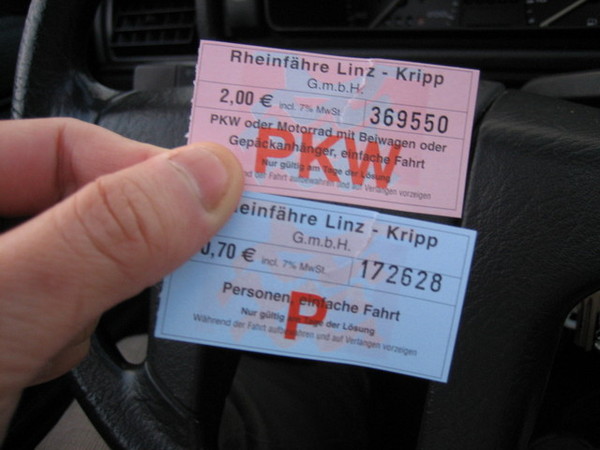 Rheinfähre Linz - Kripp
G.m.b.H.
2,00 € incl. 7% MwSt 369550
PKW oder Motorrad mit Beiwagen oder
Gepäckanhänger, einfache Fahrt
PKW
Nur gültig am Tage der Lösung
der Fahrt aufbewahren und auf Verlangen vorzeigen
heinfähre Linz - Kripp
G.m.b.H.
0,70 € incl. 7% MwSt 172628
Personen, einfache Fahrt
P
Nur gültig am Tage der Lösung
Während der Fahrt aufbewahren und auf Verlangen vorzeigen